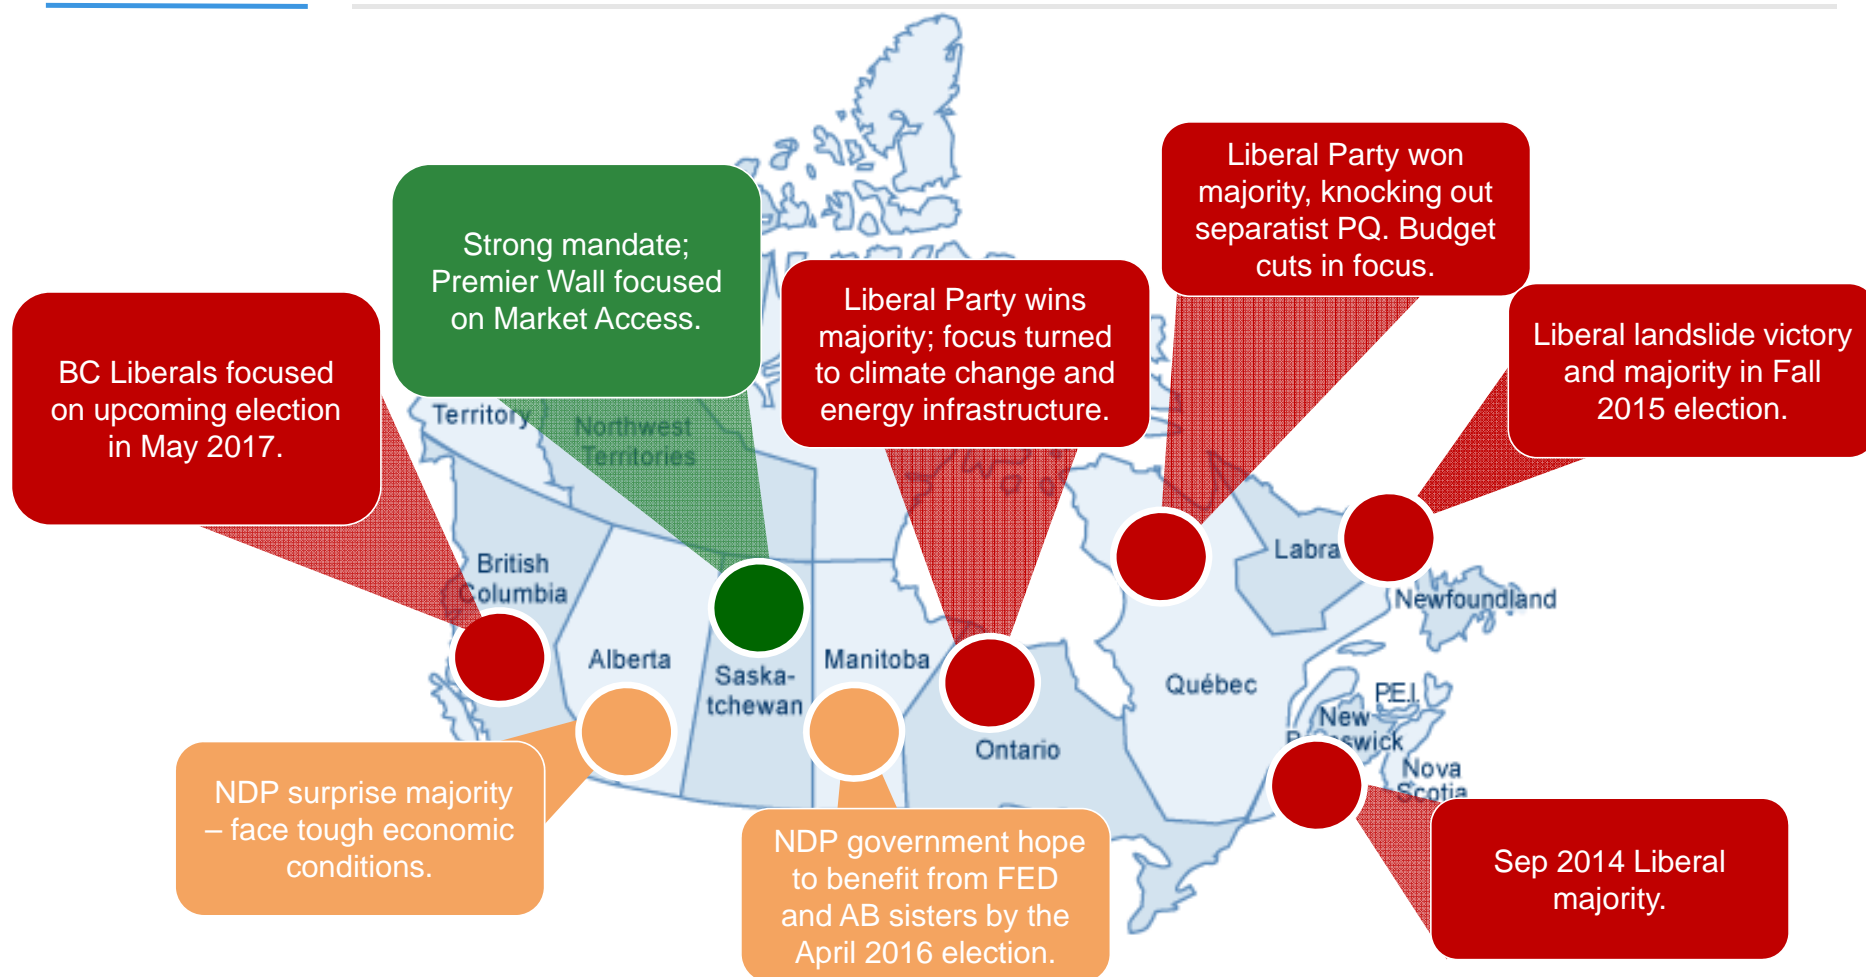 Liberal Party won
majority, knocking out
separatist PQ. Budget
cuts in focus.
Strong mandate;
Premier Wall focused
on Market Access.
Liberal Party wins
majority; focus turned
to climate change and
energy infrastructure.
Liberal landslide victory
and majority in Fall
2015 election.
BC Liberals focused
on upcoming election
in May 2017.
Territory
Northwest
Territories
British
Columbia
Alberta
Saska-
tchewan
Manitoba
Ontario
Québec
Labra
Newfoundland
P.E.I.
New
Nova
Scotia
NDP surprise majority
– face tough economic
conditions.
NDP government hope
to benefit from FED
and AB sisters by the
April 2016 election.
Sep 2014 Liberal
majority.